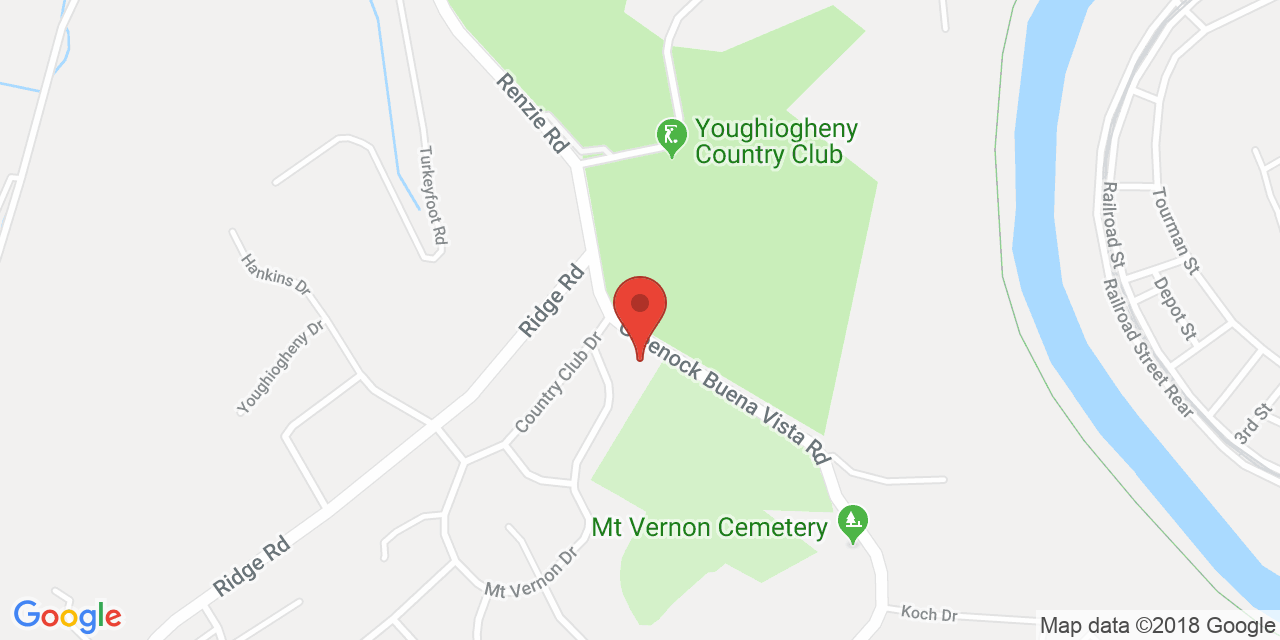 Renzie Rd
Youghiogheny
Country Club
Turkeyfoot Rd
Railroad St
Tourman St
Hankins Dr
Ridge Rd
Depot St
Railroad Street Rear
Youghiogheny Dr
Country Club Dr
Buena Vista Rd
3rd St
Mt Vernon Cemetery
Ridge Rd
Mt Vernon Dr
Koch Dr
Google
Map data ©2018 Google